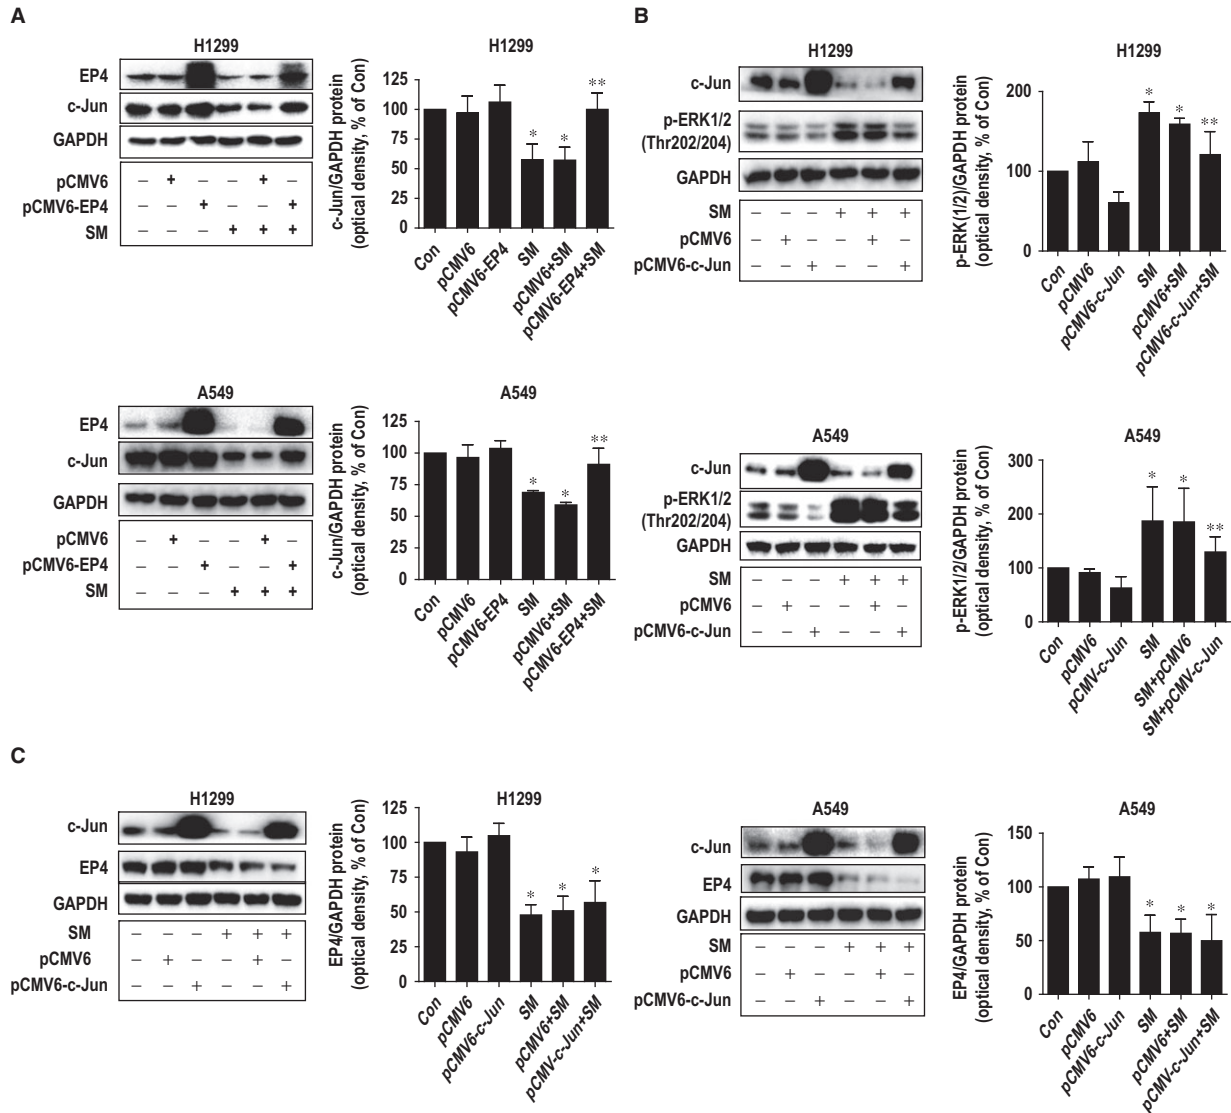 A
H1299
EP4
c-Jun
GAPDH
pCMV6 – + – – + –
pCMV6-EP4 – – + – – +
SM – – – + + +
H1299
c-Jun/GAPDH protein
(optical density, % of Con)
125
100
75
50
25
0
* * **
Con pCMV6 pCMV6-EP4 SM pCMV6+SM pCMV6-EP4+SM
A549
EP4
c-Jun
GAPDH
pCMV6 – + – – + –
pCMV6-EP4 – – + – – +
SM – – – + + +
A549
c-Jun/GAPDH protein
(optical density, % of Con)
125
100
75
50
25
0
* * **
Con pCMV6 pCMV6-EP4 SM pCMV6+SM pCMV6-EP4+SM
B
H1299
c-Jun
p-ERK1/2
(Thr202/204)
GAPDH
SM – – – + + +
pCMV6 – + – – + –
pCMV6-c-Jun – – + – – +
H1299
p-ERK(1/2)/GAPDH protein
(optical density, % of Con)
200
100
0
* * **
Con pCMV6 pCMV6-c-Jun SM pCMV6+SM pCMV6-c-Jun+SM
A549
c-Jun
p-ERK1/2
(Thr202/204)
GAPDH
SM – – – + + +
pCMV6 – + – – + –
pCMV6-c-Jun – – + – – +
A549
p-ERK1/2/GAPDH protein
(optical density, % of Con)
300
200
100
0
* * **
Con pCMV6 pCMV-c-Jun SM SM+pCMV6 SM+pCMV-c-Jun
C
H1299
c-Jun
EP4
GAPDH
SM – – – + + +
pCMV6 – + – – + –
pCMV6-c-Jun – – + – – +
H1299
EP4/GAPDH protein
(optical density, % of Con)
125
100
75
50
25
0
* * *
Con pCMV6 pCMV6-c-Jun SM pCMV6+SM pCMV-c-Jun+SM
A549
c-Jun
EP4
GAPDH
SM – – – + + +
pCMV6 – + – – + –
pCMV6-c-Jun – – + – – +
A549
EP4/GAPDH protein
(optical density, % of Con)
150
100
50
0
* * *
Con pCMV6 pCMV6-c-Jun SM pCMV6+SM pCMV-c-Jun+SM